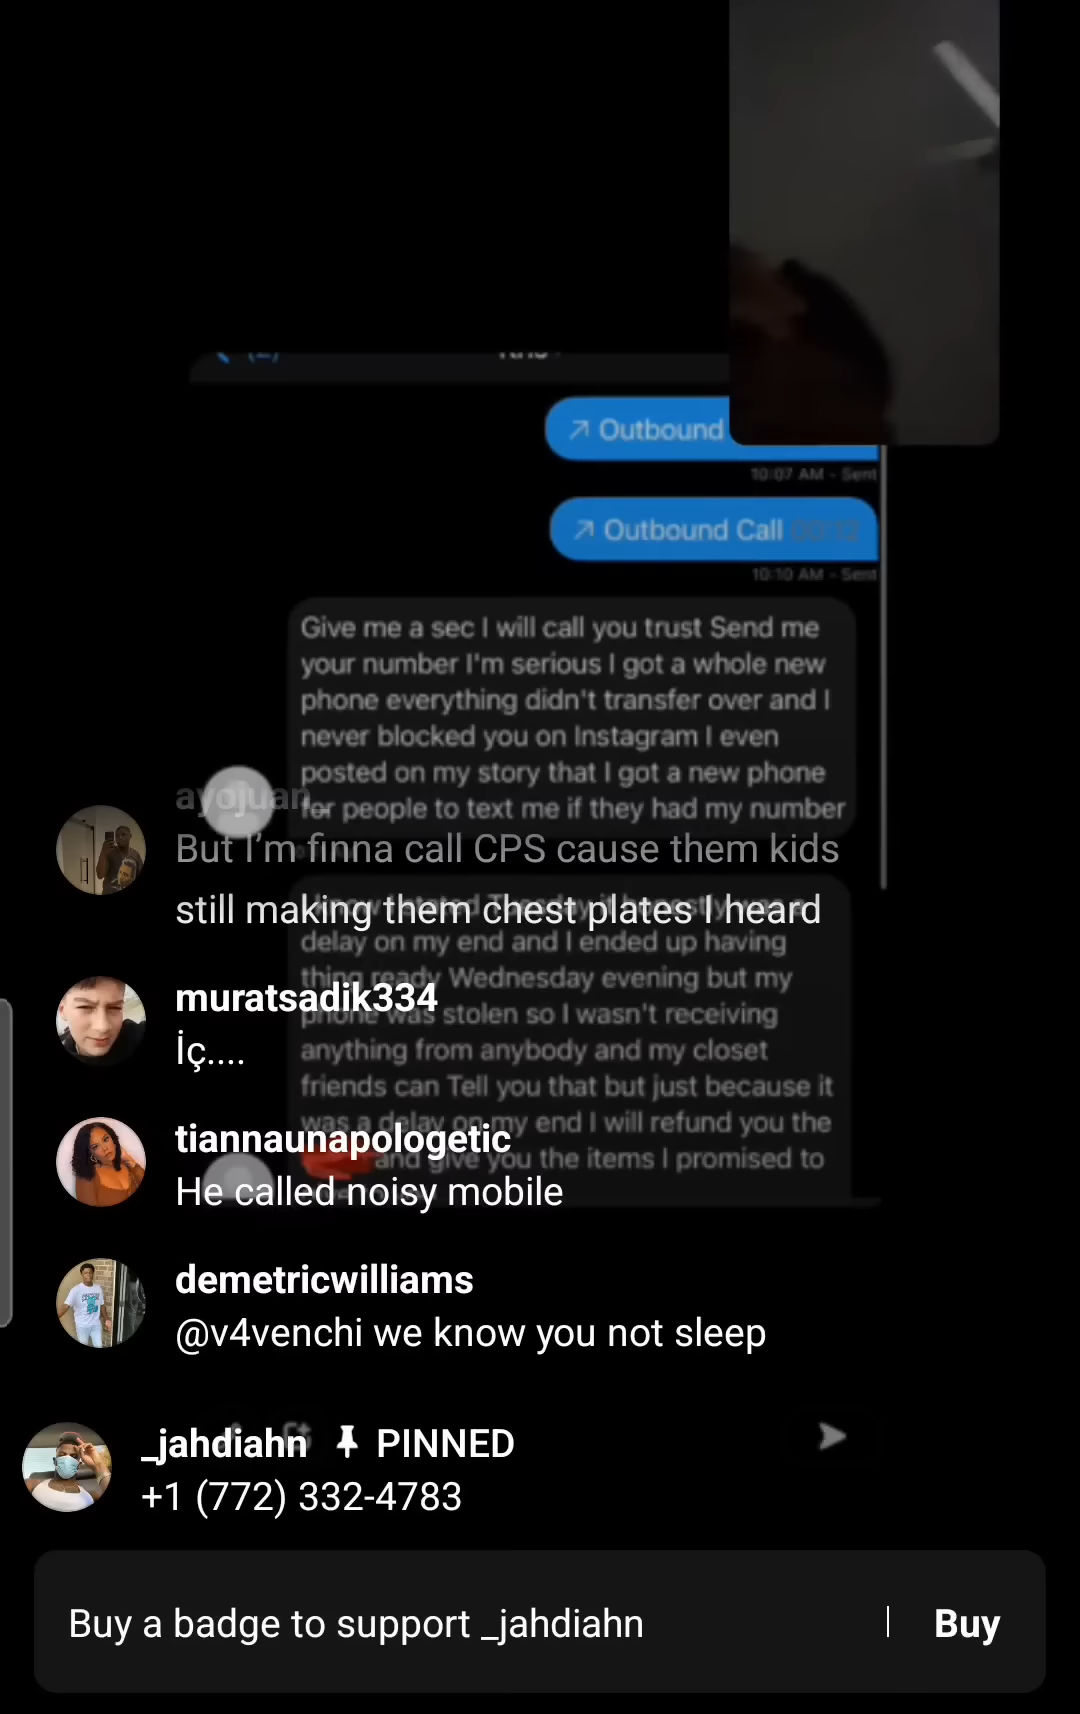 (2)
Outbound
10:07 AM - Sent
Outbound Call 00:12
10:10 AM - Sent
Give me a sec I will call you trust Send me
your number I'm serious I got a whole new
phone everything didn't transfer over and I
never blocked you on Instagram I even
posted on my story that I got a new phone
for people to text me if they had my number
ayojuan_
But I'm finna call CPS cause them kids
still making them chest plates I heard
delay on my end and I ended up having
thing ready Wednesday evening but my
phone was stolen so I wasn't receiving
anything from anybody and my closet
friends can Tell you that but just because it
was a delay on my end I will refund you the
and give you the items I promised to
muratsadik334
İç....
tiannaunapologetic
He called noisy mobile
demetricwilliams
@v4venchi we know you not sleep
_jahdiahn PINNED
+1 (772) 332-4783
Buy a badge to support _jahdiahn | Buy